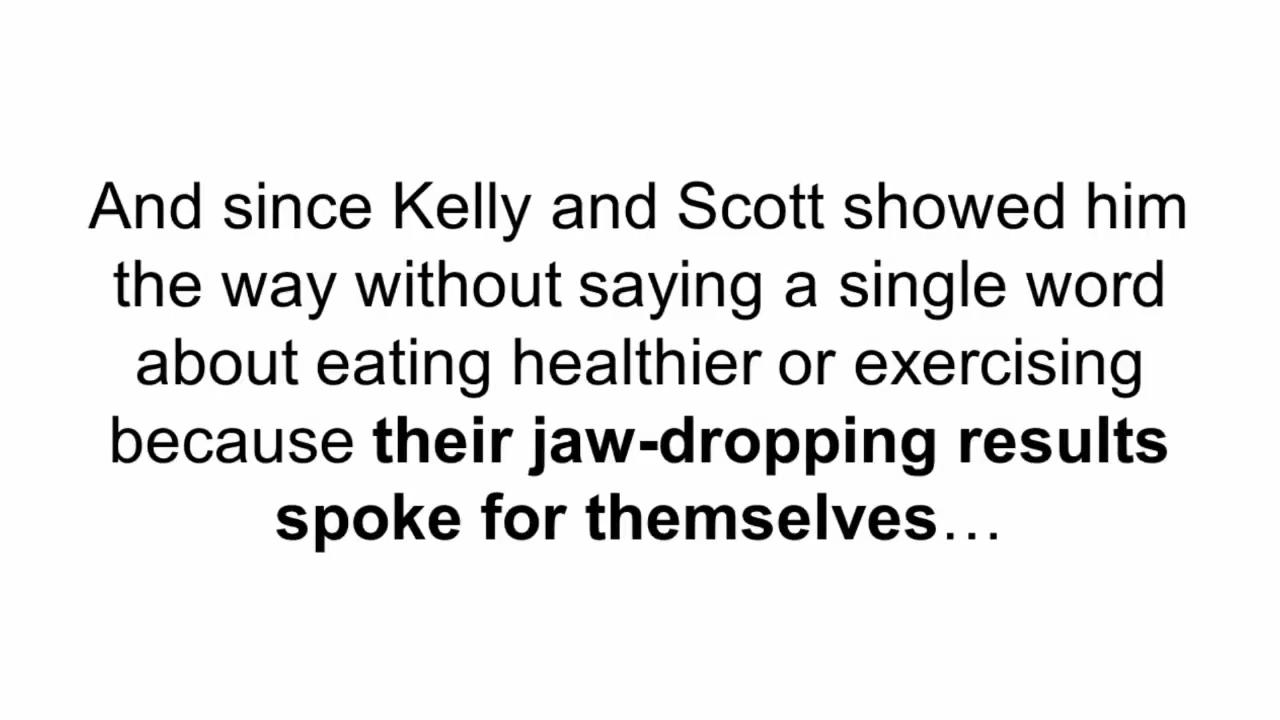 And since Kelly and Scott showed him
the way without saying a single word
about eating healthier or exercising
because their jaw-dropping results
spoke for themselves…